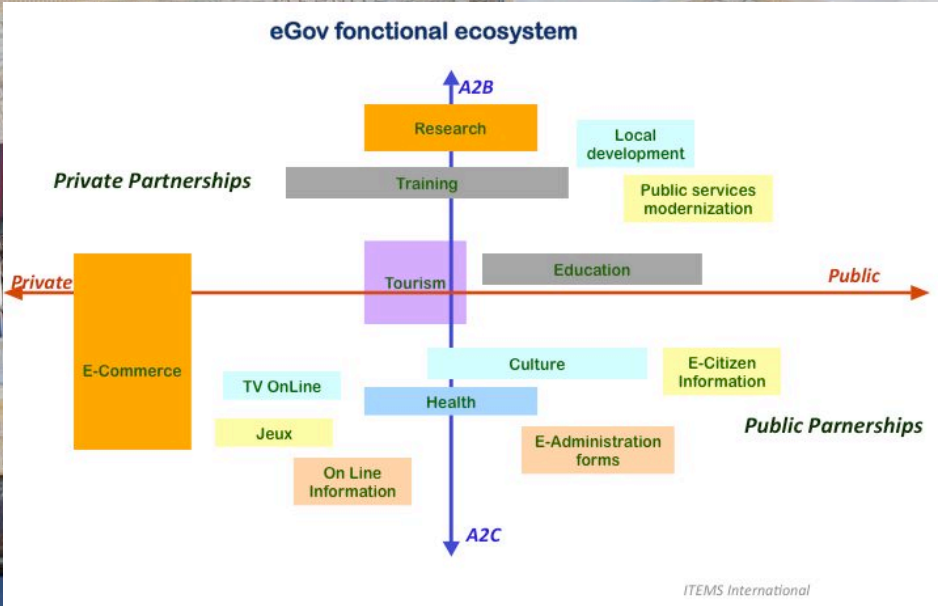 eGov fonctional ecosystem
A2B
Research
Local
development
Private Partnerships
Training
Public services
modernization
Education
Private
Tourism
Public
E-Commerce
Culture
E-Citizen
Information
TV OnLine
Health
Jeux
Public Parnerships
E-Administration
forms
On Line
Information
A2C
ITEMS International